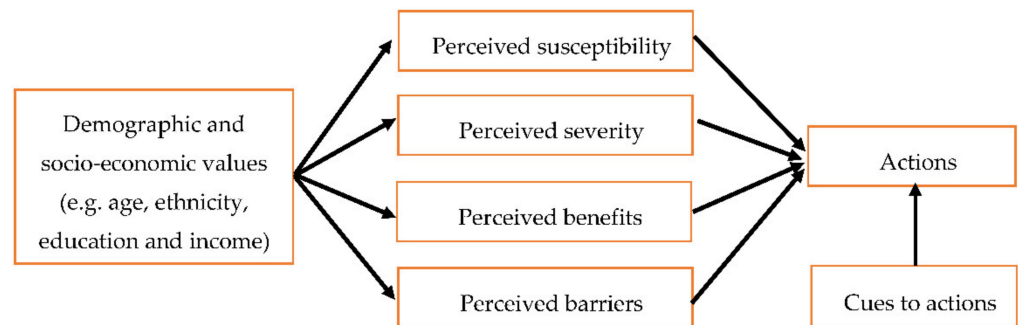 Demographic and
socio-economic values
(e.g. age, ethnicity,
education and income)
Perceived susceptibility
Perceived severity
Perceived benefits
Perceived barriers
Actions
Cues to actions